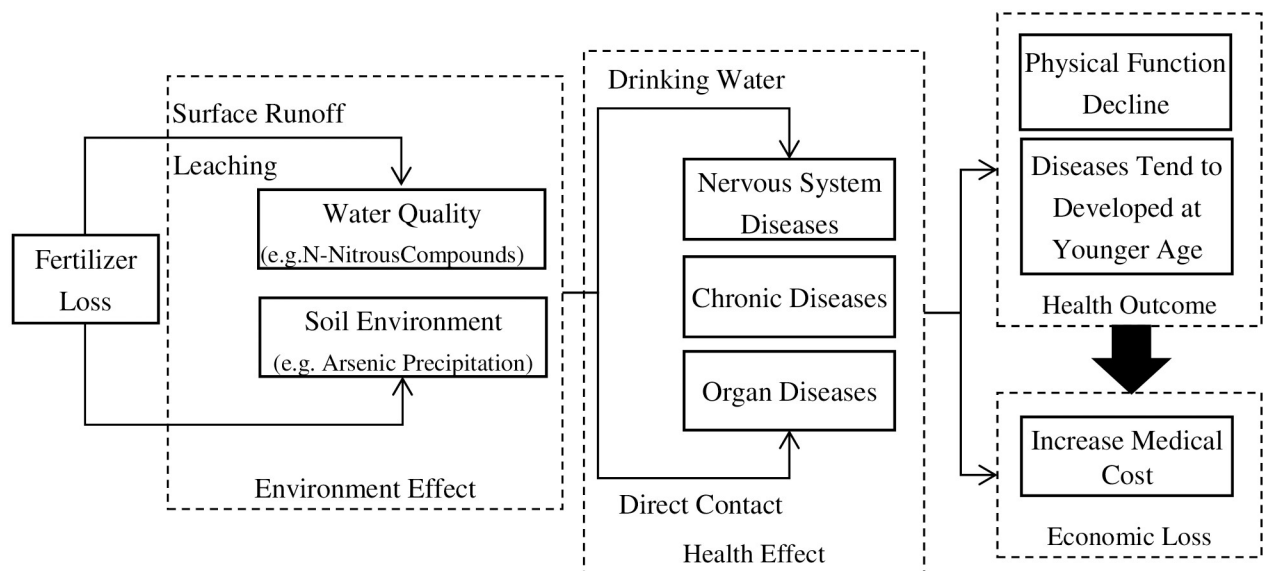 Fertilizer
Loss
Surface Runoff
Leaching
Water Quality
(e.g.N-NitrousCompounds)
Soil Environment
(e.g. Arsenic Precipitation)
Environment Effect
Drinking Water
Nervous System
Diseases
Chronic Diseases
Organ Diseases
Direct Contact
Health Effect
Physical Function
Decline
Diseases Tend to
Developed at
Younger Age
Health Outcome
Increase Medical
Cost
Economic Loss